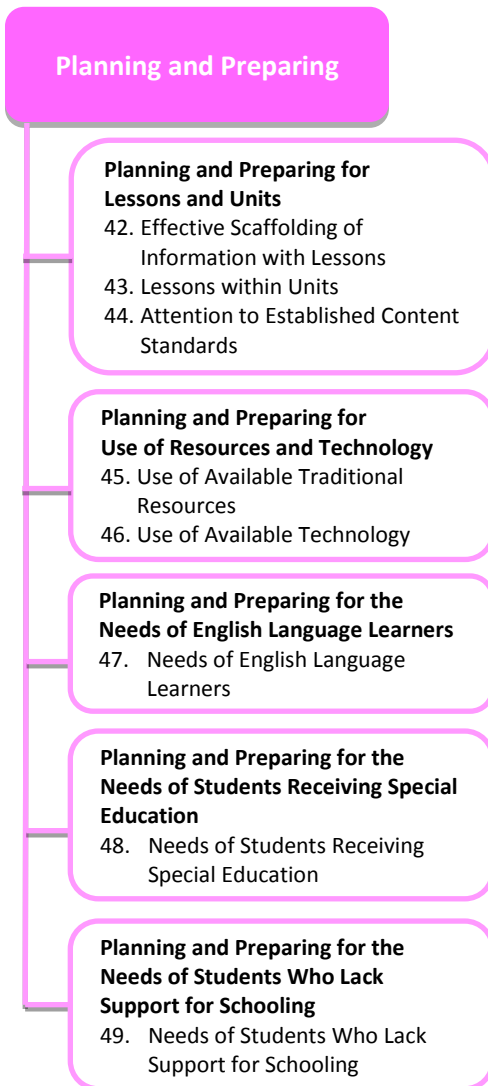 Planning and Preparing
Planning and Preparing for
Lessons and Units
42. Effective Scaffolding of
Information with Lessons
43. Lessons within Units
44. Attention to Established Content
Standards
Planning and Preparing for
Use of Resources and Technology
45. Use of Available Traditional
Resources
46. Use of Available Technology
Planning and Preparing for the
Needs of English Language Learners
47. Needs of English Language
Learners
Planning and Preparing for the
Needs of Students Receiving Special
Education
48. Needs of Students Receiving
Special Education
Planning and Preparing for the
Needs of Students Who Lack
Support for Schooling
49. Needs of Students Who Lack
Support for Schooling